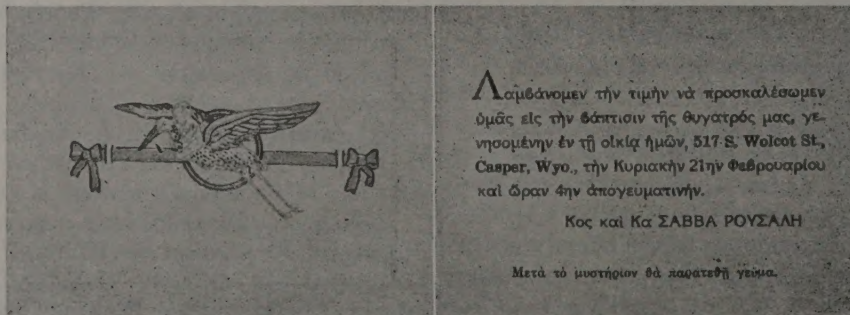 Λαμβάνομεν τὴν τιμὴν νὰ προσκαλέσωμεν
ὑμᾶς εἰς τὴν βάπτισιν τῆς θυγατρός μας, γε-
νησομένην ἐν τῇ οἰκίᾳ ἡμῶν, 517 S. Wolcot St.,
Casper, Wyo., τὴν Κυριακὴν 21ην Φεβρουαρίου
καὶ ὥραν 4ην ἀπογευματινήν.
Κος καὶ Κα ΣΑΒΒΑ ΡΟΥΣΑΛΗ
Μετὰ τὸ μυστήριον θὰ παρατεθῇ γεῦμα.